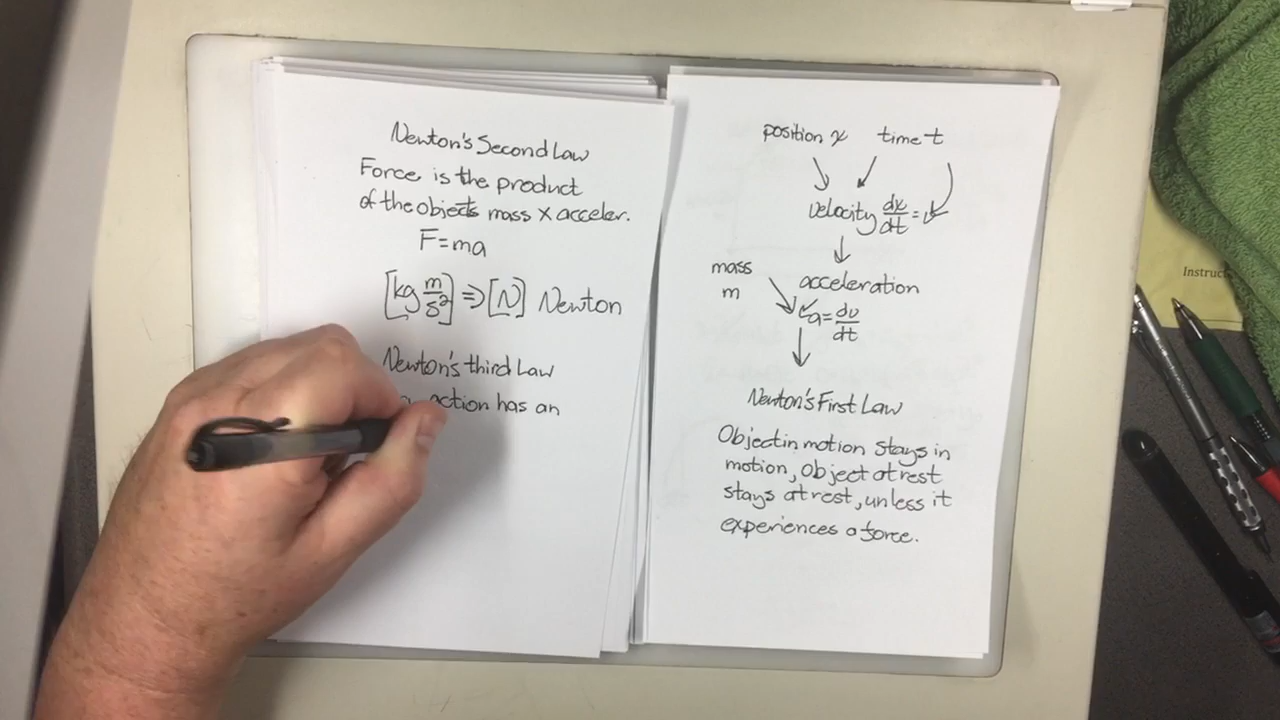 Newton's Second Law
Force is the product
of the objects mass x acceler.
F=ma
[kg m/s²] ⇒ [N] Newton
Newton's third Law
action has an
position x time t
velocity dx/dt = v
mass
m
acceleration
a = dv/dt
Newton's First Law
Object in motion stays in
motion, object at rest
stays at rest, unless it
experiences a force.